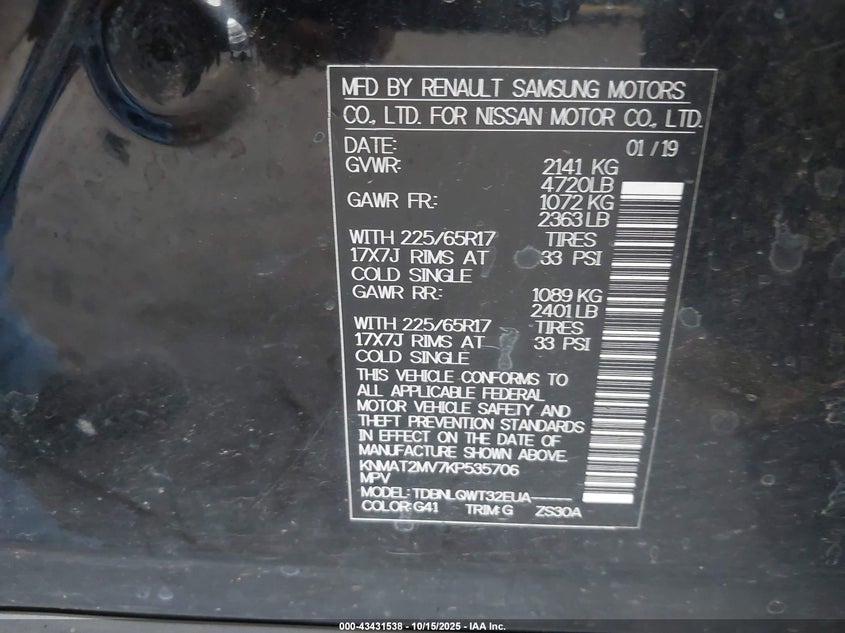 MFD BY RENAULT SAMSUNG MOTORS
CO., LTD. FOR NISSAN MOTOR CO., LTD.
DATE: 01 / 19
GVWR: 2141 KG
4720LB
GAWR FR.: 1072 KG
2363 LB
WITH 225/65R17 TIRES
17X7J RIMS AT 33 PSI
COLD SINGLE
GAWR RR.: 1089 KG
2401 LB
WITH 225/65R17 TIRES
17X7J RIMS AT 33 PSI
COLD SINGLE
THIS VEHICLE CONFORMS TO
ALL APPLICABLE FEDERAL
MOTOR VEHICLE SAFETY AND
THEFT PREVENTION STANDARDS
IN EFFECT ON THE DATE OF
MANUFACTURE SHOWN ABOVE.
KNMAT2MV7KP535706
MPV
MODEL: TDBNLQWT32EUA-----
COLOR: G41 TRIM: G ZS30A
000-43431538 - 10/15/2025 - IAA Inc.